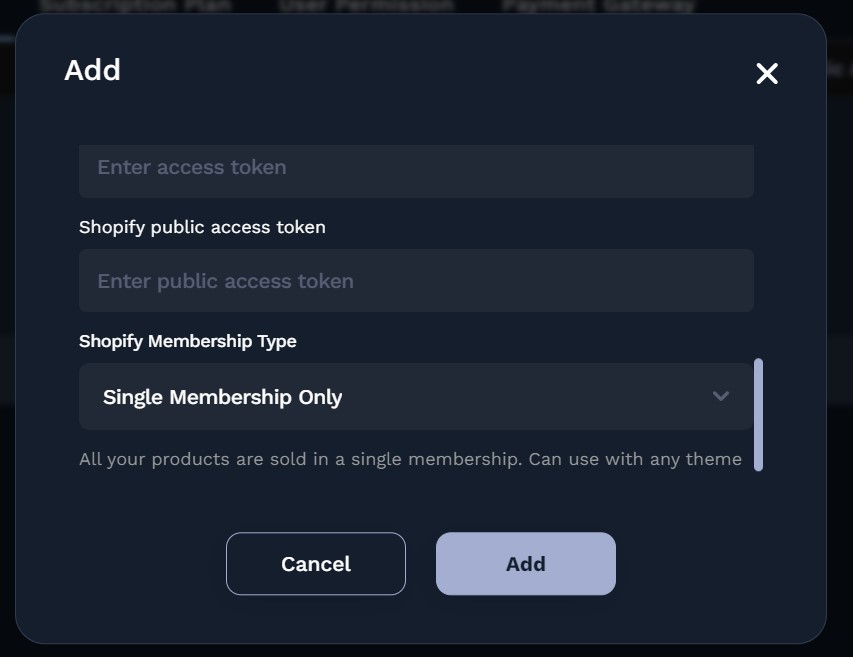 Subscription Plan User Permission Payment Gateway
Add
Enter access token
Shopify public access token
Enter public access token
Shopify Membership Type
Single Membership Only
All your products are sold in a single membership. Can use with any theme
Cancel Add